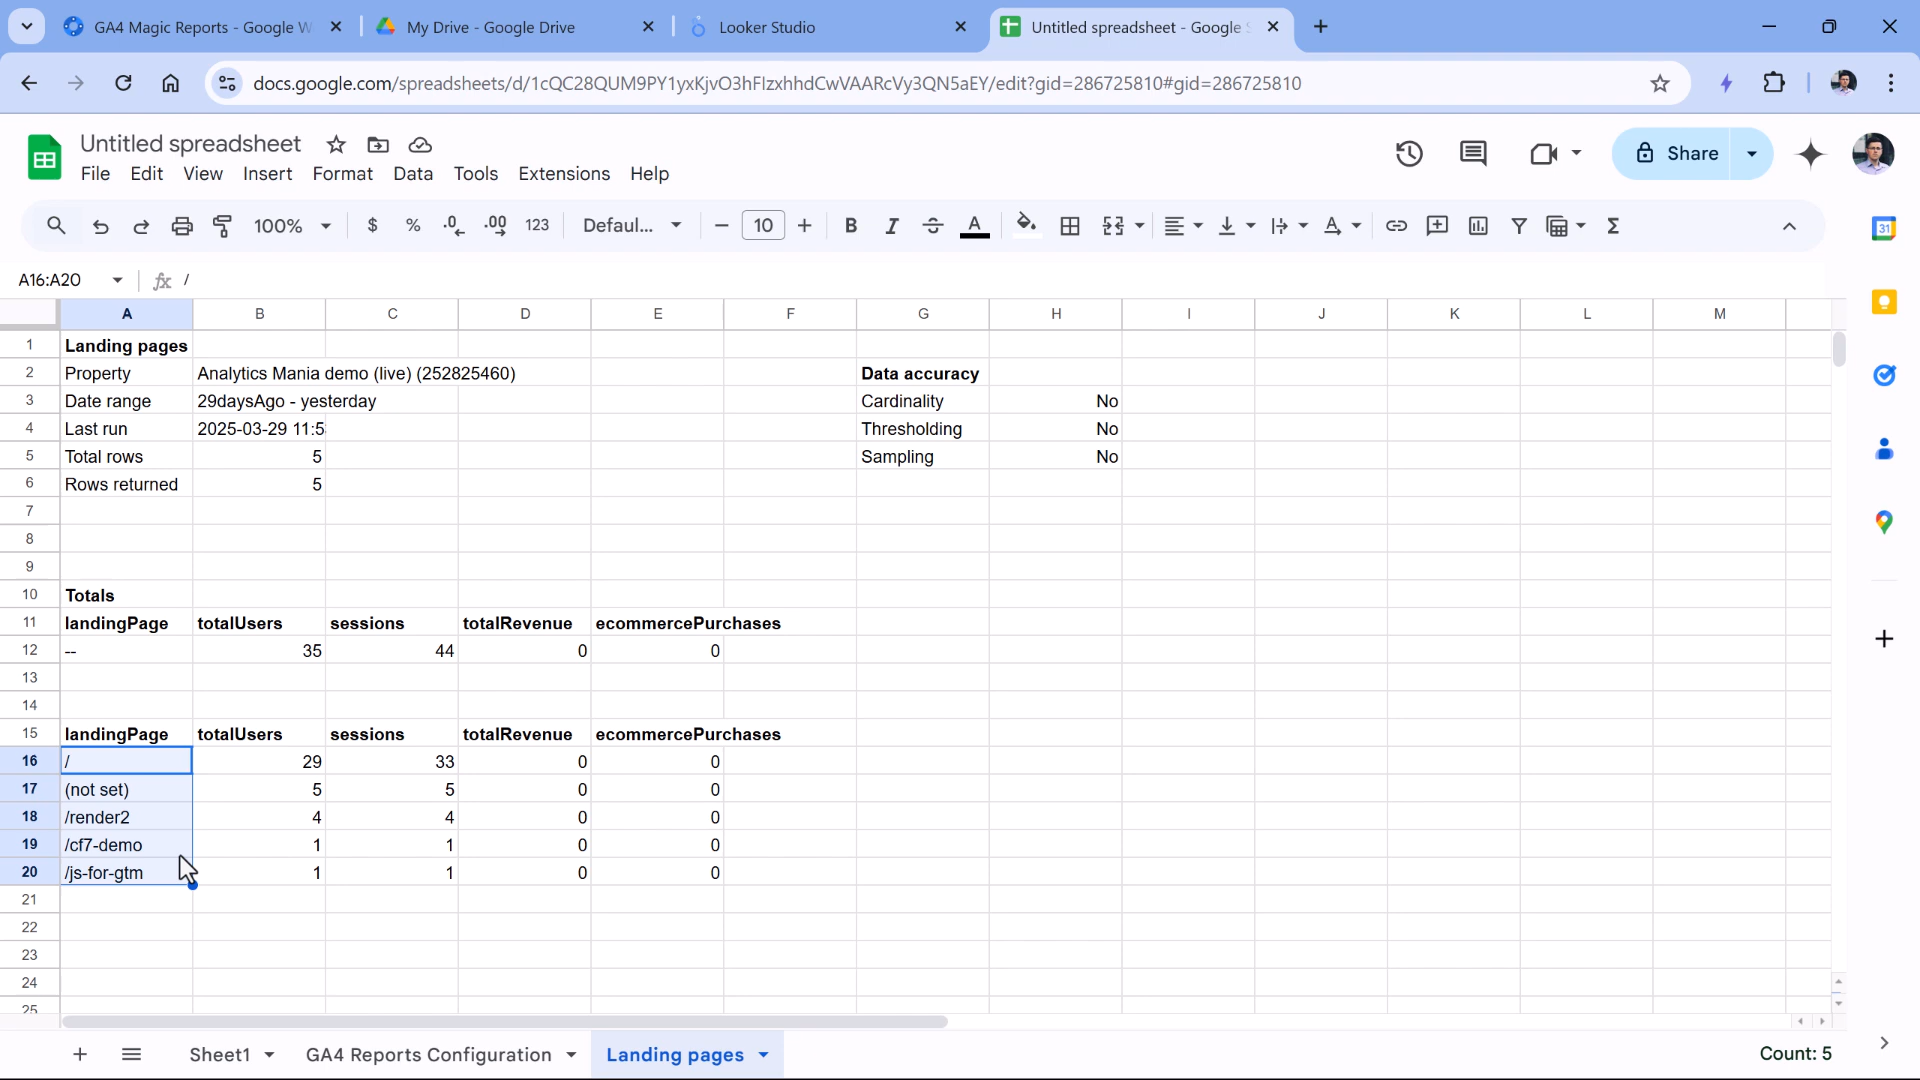 GA4 Magic Reports - Google W
My Drive - Google Drive
Looker Studio
Untitled spreadsheet - Google S
docs.google.com/spreadsheets/d/1cQC28QUM9PY1yxKjvO3hFIzxhhdCwVAARcVy3QN5aEY/edit?gid=286725810#gid=286725810
Untitled spreadsheet
Share
File Edit View Insert Format Data Tools Extensions Help
100% $ % .0 .00 123 Defaul... 10 B I A
31
A16:A20 fx /
A B C D E F G H I J K L M
1 Landing pages
2 Property Analytics Mania demo (live) (252825460) Data accuracy
3 Date range 29daysAgo - yesterday Cardinality No
4 Last run 2025-03-29 11:5 Thresholding No
5 Total rows 5 Sampling No
6 Rows returned 5
7
8
9
10 Totals
11 landingPage totalUsers sessions totalRevenue ecommercePurchases
12 -- 35 44 0 0
13
14
15 landingPage totalUsers sessions totalRevenue ecommercePurchases
16 / 29 33 0 0
17 (not set) 5 5 0 0
18 /render2 4 4 0 0
19 /cf7-demo 1 1 0 0
20 /js-for-gtm 1 1 0 0
21
22
23
24
25
Sheet1 GA4 Reports Configuration Landing pages Count: 5